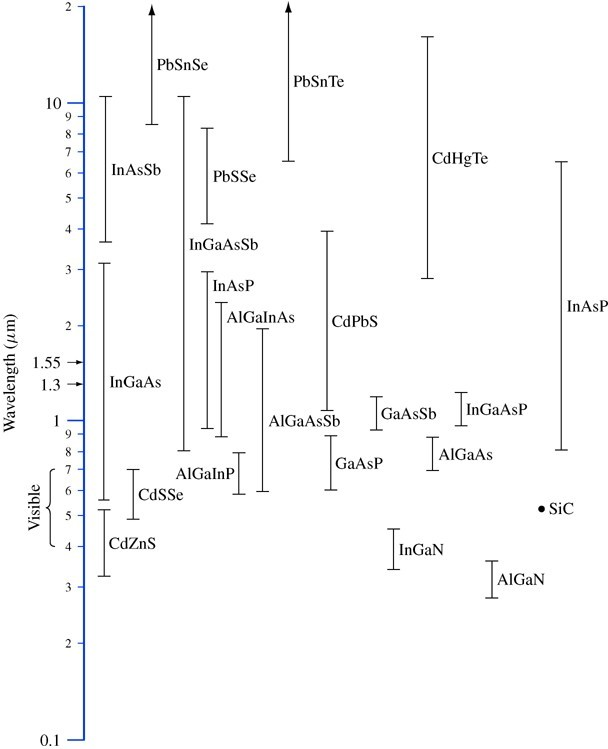 2
PbSnSe
PbSnTe
10
9
8
7
6
5
4
3
2
1.55
1.3
1
9
8
7
6
5
4
3
2
0.1
Wavelength (μm)
Visible
InAsSb
PbSSe
CdHgTe
InGaAsSb
InAsP
AlGaInAs
CdPbS
InAsP
InGaAs
AlGaAsSb
GaAsSb
InGaAsP
AlGaInP
GaAsP
AlGaAs
CdSSe
SiC
CdZnS
InGaN
AlGaN